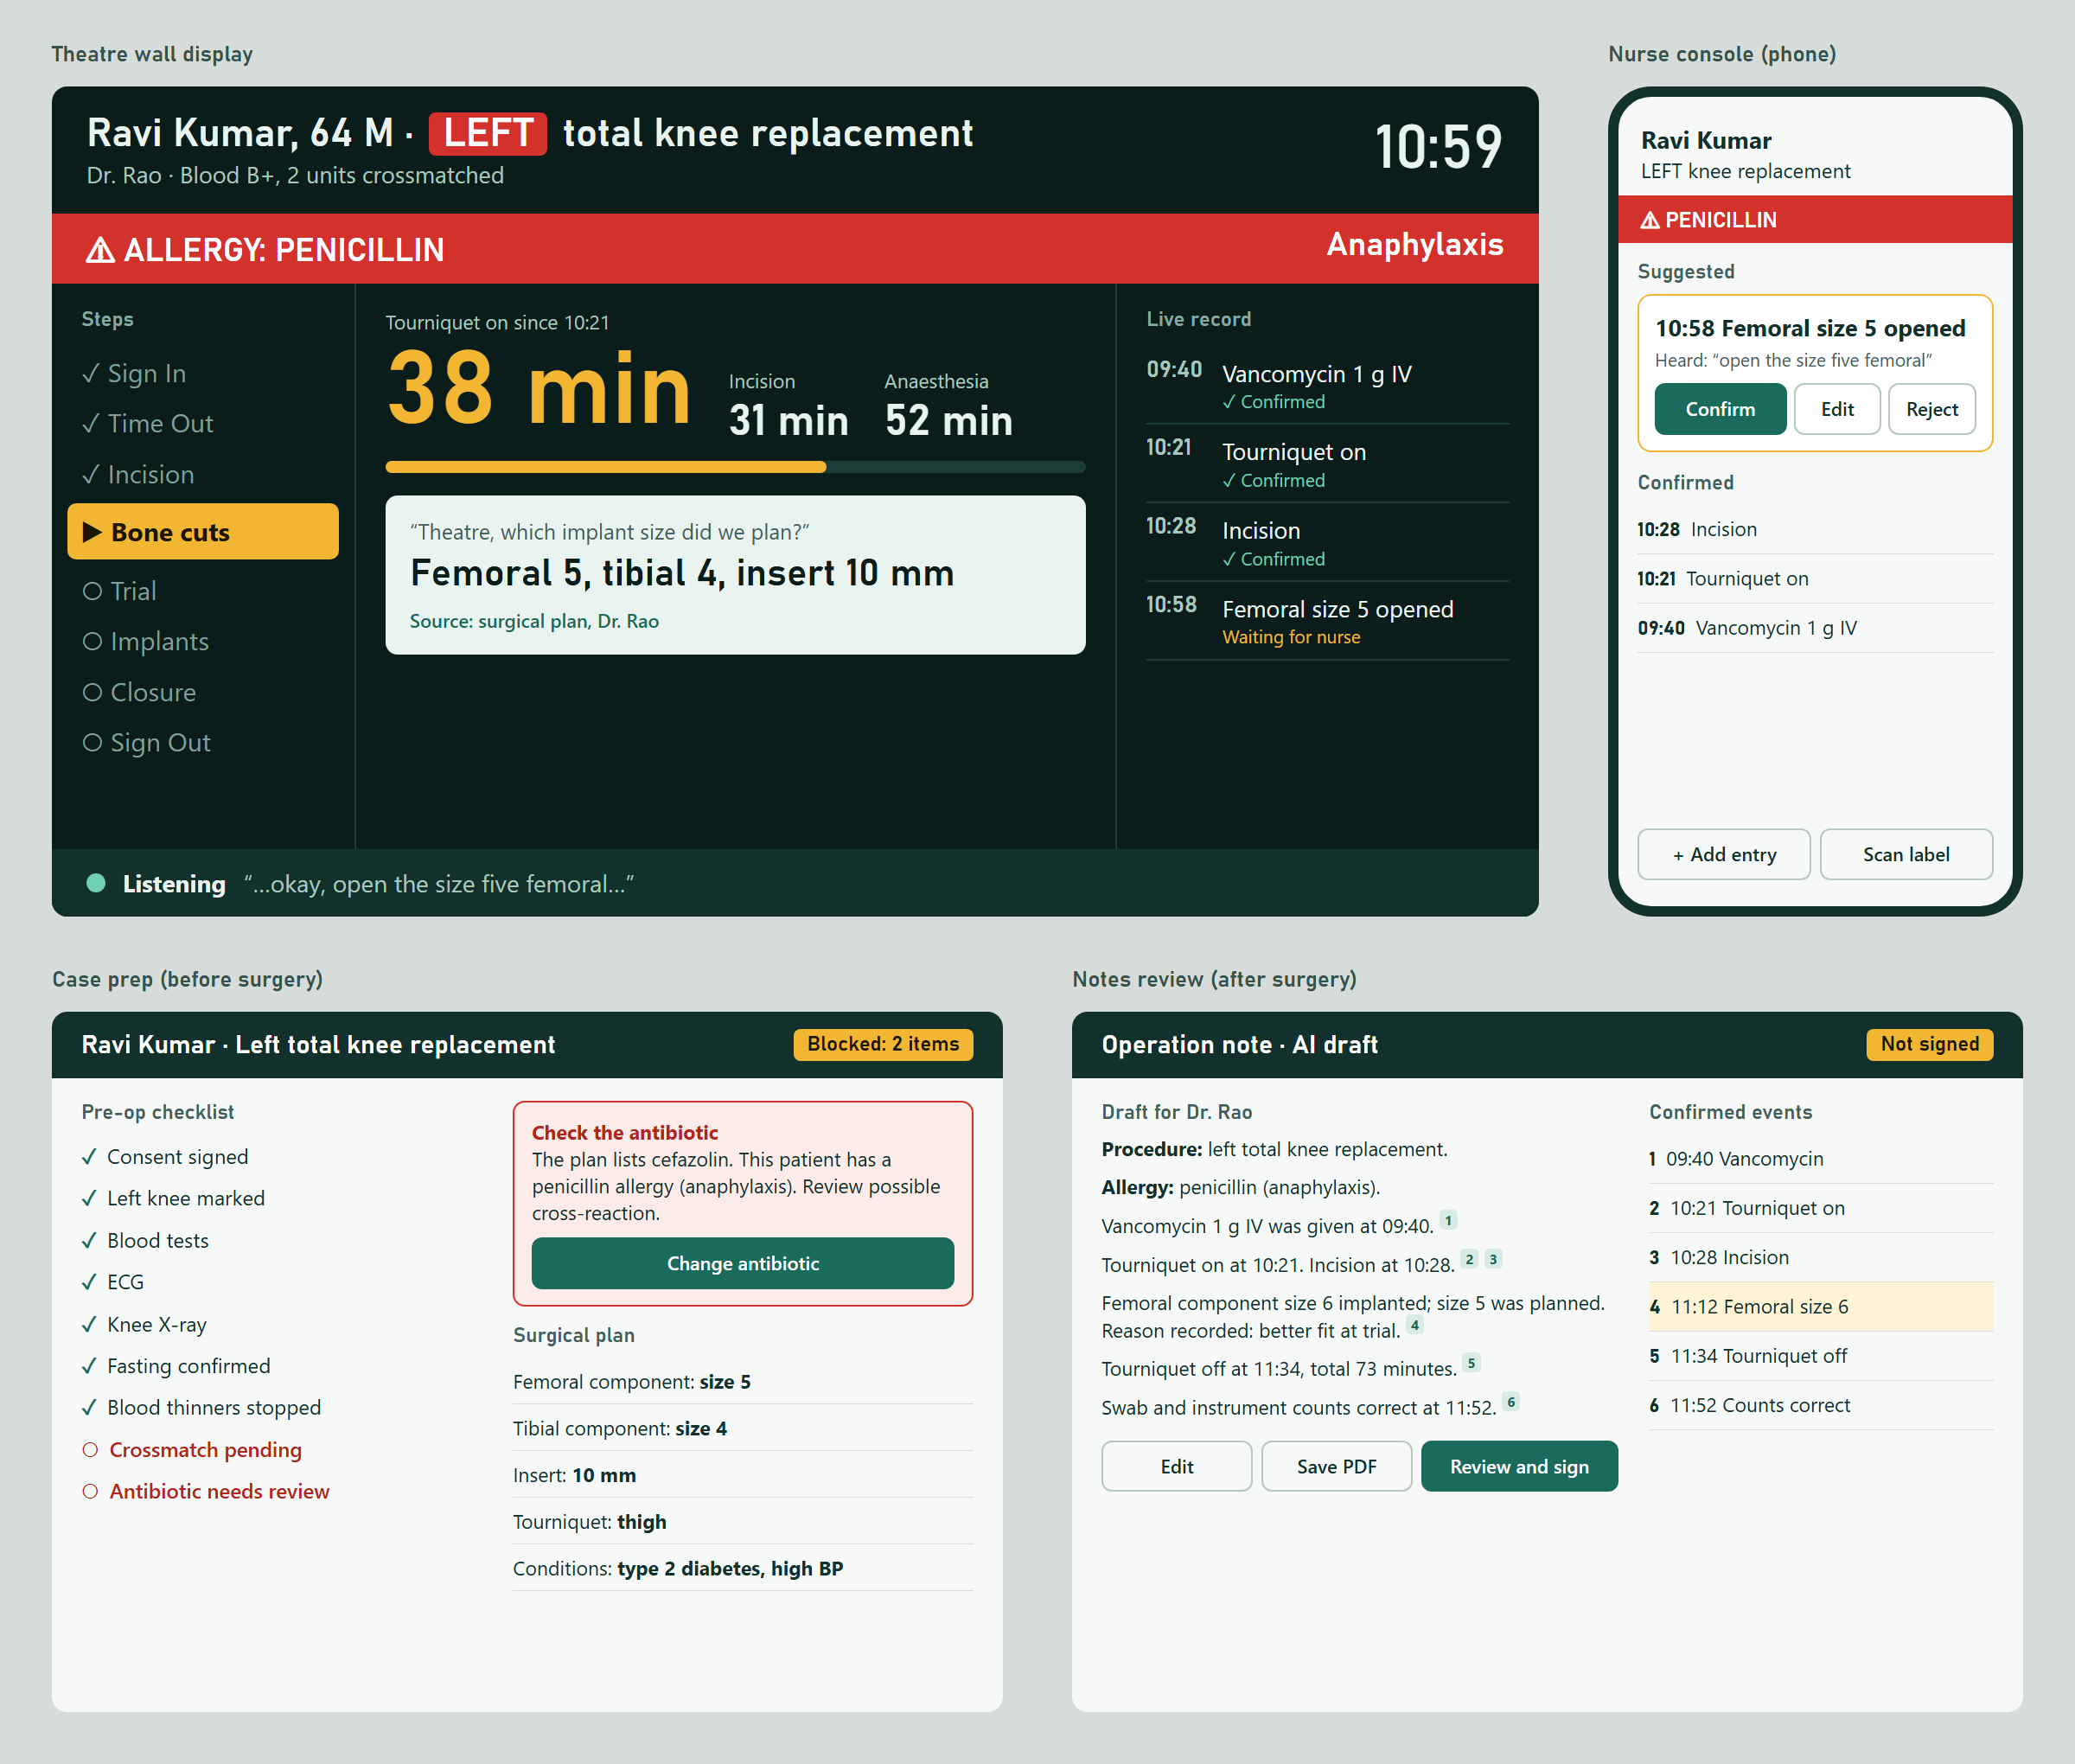 Theatre wall display
Ravi Kumar, 64 M · LEFT total knee replacement
Dr. Rao · Blood B+, 2 units crossmatched
10:59
⚠ ALLERGY: PENICILLIN
Anaphylaxis
Steps
✓ Sign In
✓ Time Out
✓ Incision
▶ Bone cuts
○ Trial
○ Implants
○ Closure
○ Sign Out
Tourniquet on since 10:21
38 min
Incision
31 min
Anaesthesia
52 min
“Theatre, which implant size did we plan?”
Femoral 5, tibial 4, insert 10 mm
Source: surgical plan, Dr. Rao
Live record
09:40 Vancomycin 1 g IV
✓ Confirmed
10:21 Tourniquet on
✓ Confirmed
10:28 Incision
✓ Confirmed
10:58 Femoral size 5 opened
Waiting for nurse
Listening “...okay, open the size five femoral...”
Nurse console (phone)
Ravi Kumar
LEFT knee replacement
⚠ PENICILLIN
Suggested
10:58 Femoral size 5 opened
Heard: “open the size five femoral”
Confirm
Edit
Reject
Confirmed
10:28 Incision
10:21 Tourniquet on
09:40 Vancomycin 1 g IV
+ Add entry
Scan label
Case prep (before surgery)
Ravi Kumar · Left total knee replacement
Blocked: 2 items
Pre-op checklist
✓ Consent signed
✓ Left knee marked
✓ Blood tests
✓ ECG
✓ Knee X-ray
✓ Fasting confirmed
✓ Blood thinners stopped
○ Crossmatch pending
○ Antibiotic needs review
Check the antibiotic
The plan lists cefazolin. This patient has a
penicillin allergy (anaphylaxis). Review possible
cross-reaction.
Change antibiotic
Surgical plan
Femoral component: size 5
Tibial component: size 4
Insert: 10 mm
Tourniquet: thigh
Conditions: type 2 diabetes, high BP
Notes review (after surgery)
Operation note · AI draft
Not signed
Draft for Dr. Rao
Procedure: left total knee replacement.
Allergy: penicillin (anaphylaxis).
Vancomycin 1 g IV was given at 09:40. 1
Tourniquet on at 10:21. Incision at 10:28. 2 3
Femoral component size 6 implanted; size 5 was planned.
Reason recorded: better fit at trial. 4
Tourniquet off at 11:34, total 73 minutes. 5
Swab and instrument counts correct at 11:52. 6
Edit
Save PDF
Review and sign
Confirmed events
1 09:40 Vancomycin
2 10:21 Tourniquet on
3 10:28 Incision
4 11:12 Femoral size 6
5 11:34 Tourniquet off
6 11:52 Counts correct